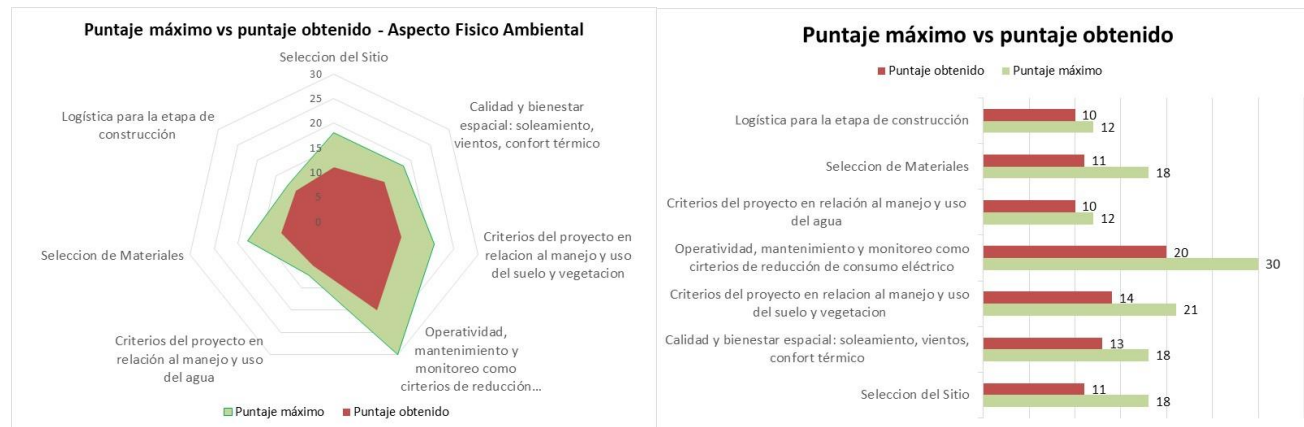 Puntaje máximo vs puntaje obtenido - Aspecto Fisico Ambiental
Seleccion del Sitio
30
25
20
15
10
5
0
Calidad y bienestar
espacial: soleamiento,
vientos, confort térmico
Criterios del proyecto en
relacion al manejo y uso
del suelo y vegetacion
Operatividad,
mantenimiento y
monitoreo como
cirterios de reducción...
Criterios del proyecto en
relación al manejo y uso
del agua
Seleccion de Materiales
Logística para la etapa de
construcción
Puntaje máximo
Puntaje obtenido
Puntaje máximo vs puntaje obtenido
Puntaje obtenido
Puntaje máximo
Logística para la etapa de construcción
10
12
Seleccion de Materiales
11
18
Criterios del proyecto en relación al manejo y uso
del agua
10
12
Operatividad, mantenimiento y monitoreo como
cirterios de reducción de consumo eléctrico
20
30
Criterios del proyecto en relacion al manejo y uso
del suelo y vegetacion
14
21
Calidad y bienestar espacial: soleamiento, vientos,
confort térmico
13
18
Seleccion del Sitio
11
18